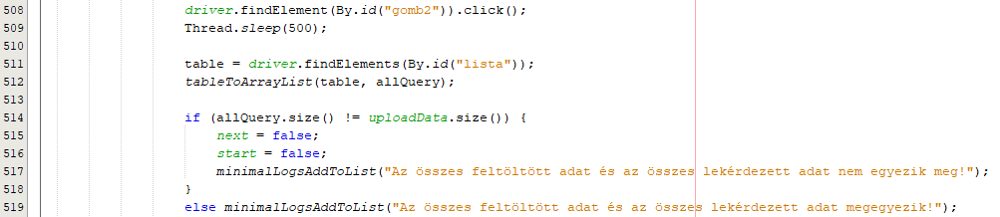 508 driver.findElement(By.id("gomb2")).click();
509 Thread.sleep(500);
510
511 table = driver.findElements(By.id("lista"));
512 tableToArrayList(table, allQuery);
513
514 if (allQuery.size() != uploadData.size()) {
515 next = false;
516 start = false;
517 minimalLogsAddToList("Az összes feltöltött adat és az összes lekérdezett adat nem egyezik meg!");
518 }
519 else minimalLogsAddToList("Az összes feltöltött adat és az összes lekérdezett adat megegyezik!");